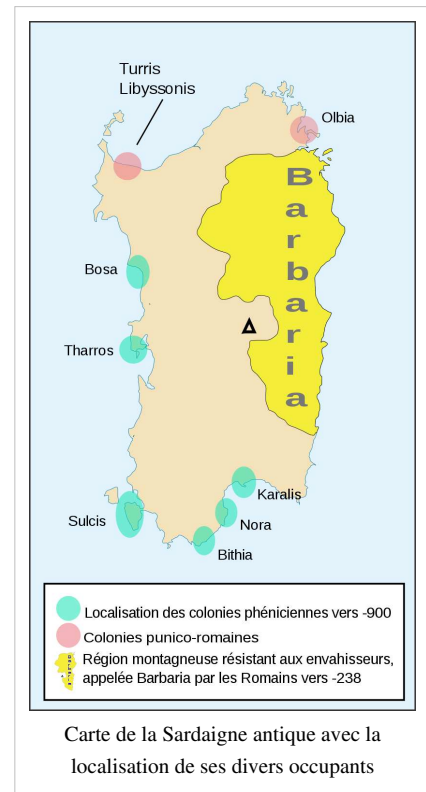 Turris
Libyssonis
Olbia
Barbaria
Bosa
Tharros
Karalis
Sulcis
Nora
Bithia
Localisation des colonies phéniciennes vers -900
Colonies punico-romaines
Région montagneuse résistant aux envahisseurs,
appelée Barbaria par les Romains vers -238
Carte de la Sardaigne antique avec la
localisation de ses divers occupants